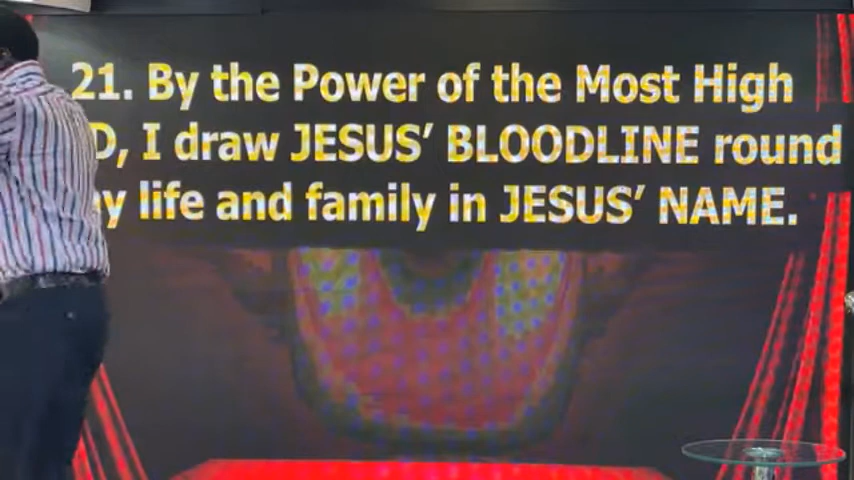 21. By the Power of the Most High
D, I draw JESUS’ BLOODLINE round
y life and family in JESUS’ NAME.